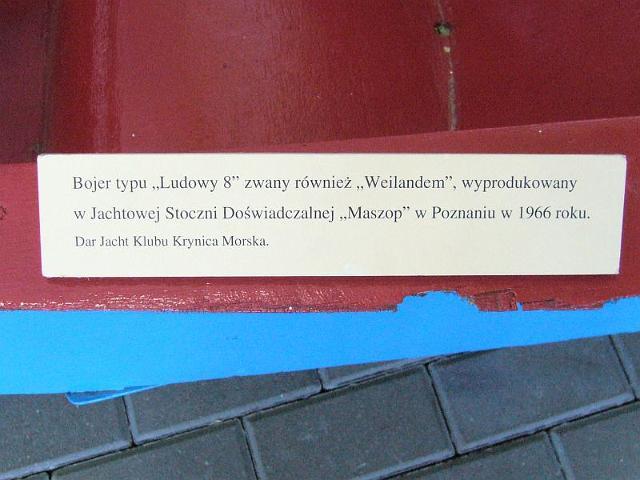 Bojer typu „Ludowy 8” zwany również „Weilandem”, wyprodukowany
w Jachtowej Stoczni Doświadczalnej „Maszop” w Poznaniu w 1966 roku.
Dar Jacht Klubu Krynica Morska.